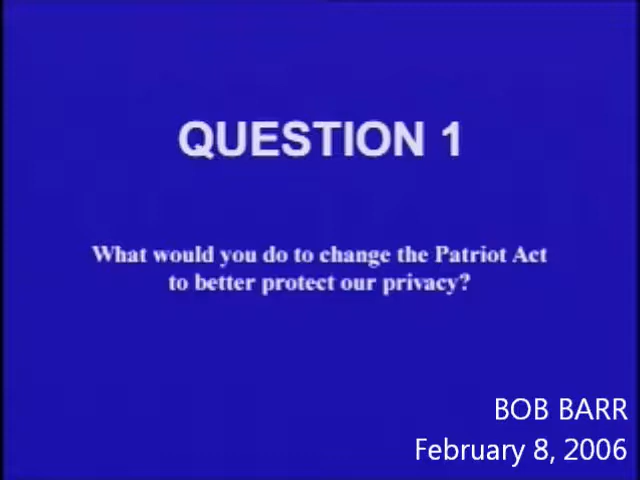 QUESTION 1
What would you do to change the Patriot Act
to better protect our privacy?
BOB BARR
February 8, 2006